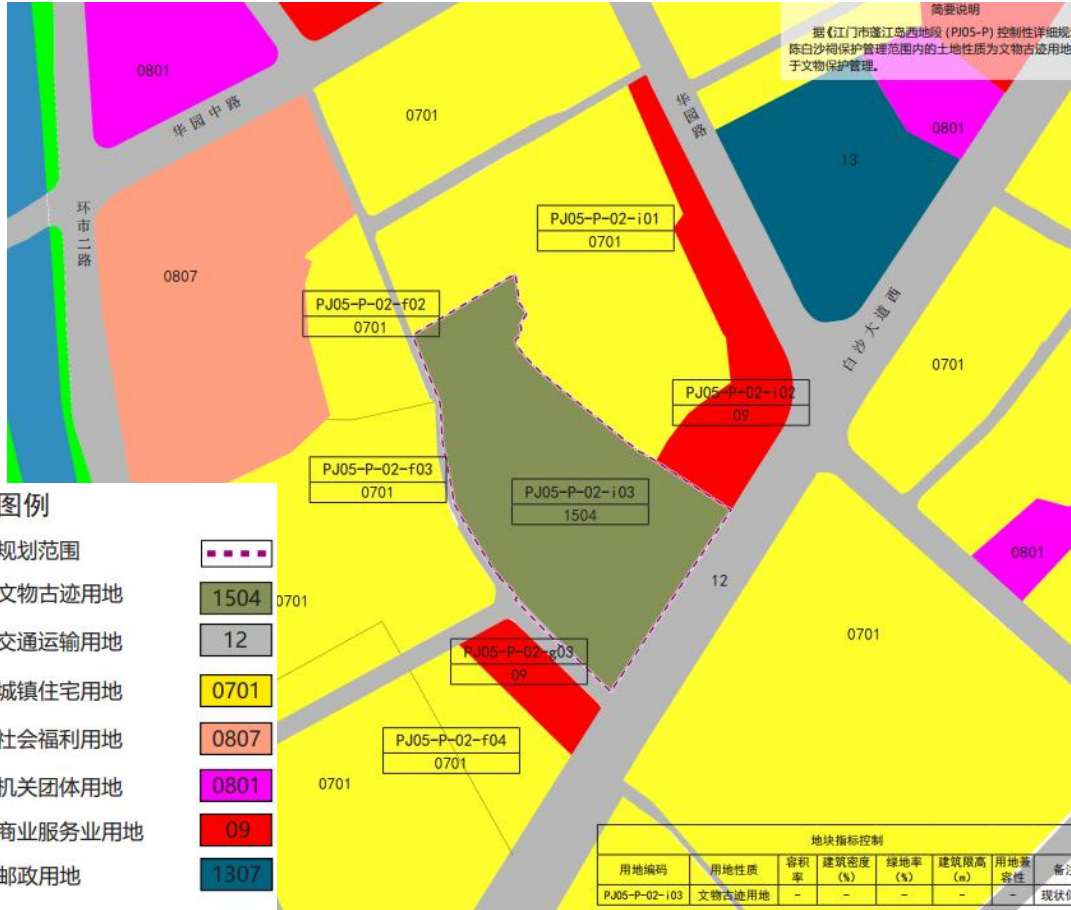 简要说明
据《江门市蓬江岛西地段 (PJ05-P) 控制性详细规
陈白沙祠保护管理范围内的土地性质为文物古迹用地
于文物保护管理。
0801
华园中路
0701
华园路
0801
13
环市二路
0807
PJ05-P-02-i01
0701
PJ05-P-02-f02
0701
白沙大道西
0701
PJ05-P-02-i02
09
PJ05-P-02-f03
0701
PJ05-P-02-i03
1504
0801
12
0701
0701
PJ05-P-02-g03
09
PJ05-P-02-f04
0701
0701
图例
规划范围
文物古迹用地 1504
交通运输用地 12
城镇住宅用地 0701
社会福利用地 0807
机关团体用地 0801
商业服务业用地 09
邮政用地 1307
地块指标控制
用地编码 用地性质 容积率 建筑密度(%) 绿地率(%) 建筑限高(m) 用地兼容性 备注
PJ05-P-02-i03 文物古迹用地 - - - - - 现状保